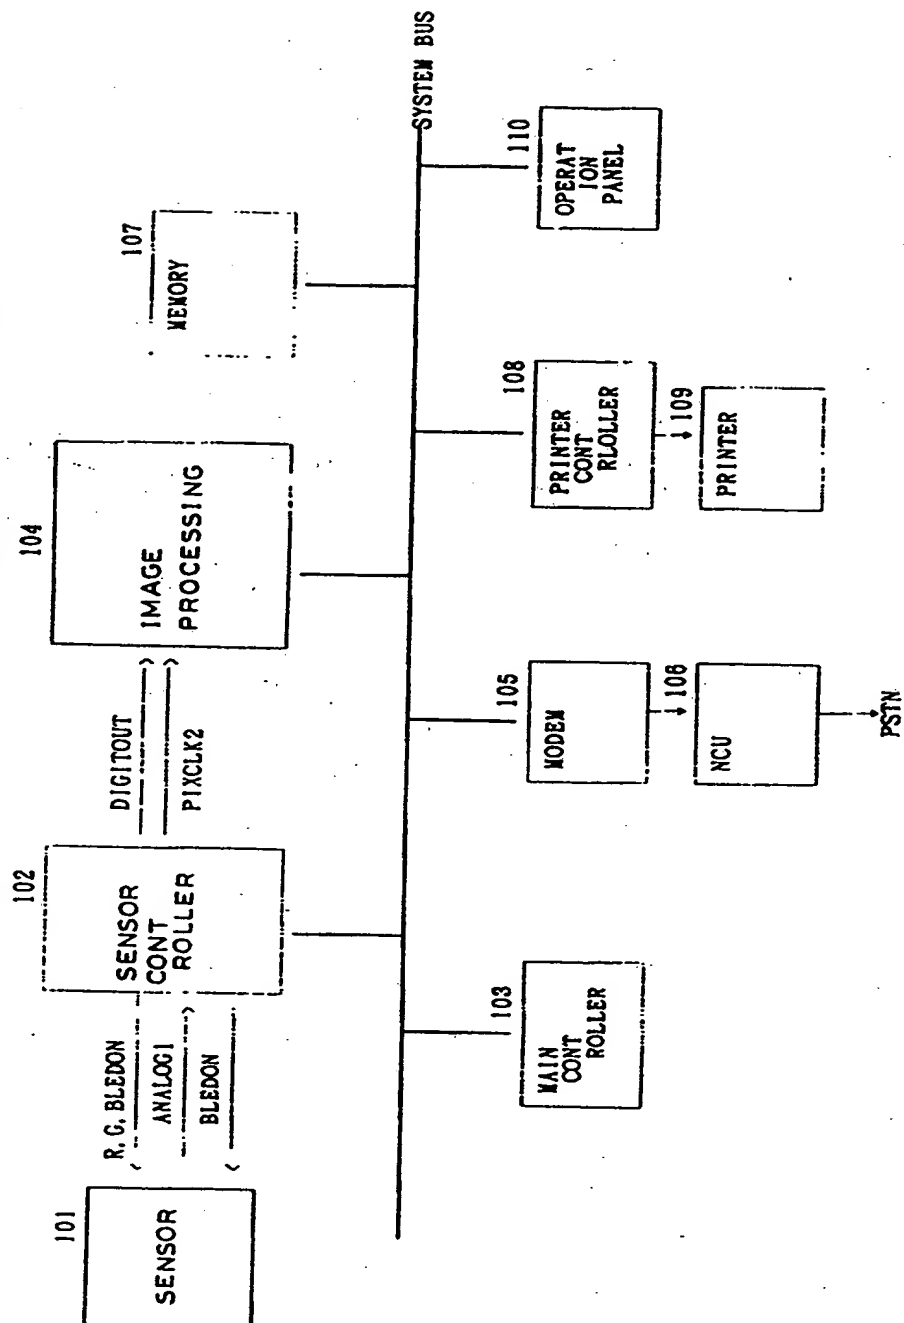 101
SENSOR
R, G, BLEDON
ANALOG1
BLEDON
102
SENSOR
CONT
ROLLER
DIGITOUT
PIXCLK2
104
IMAGE
PROCESSING
107
MEMORY
SYSTEM BUS
103
MAIN
CONT
ROLLER
105
MODEM
106
NCU
PSTN
108
PRINTER
CONT
RLOLLER
109
PRINTER
110
OPERAT
ION
PANEL